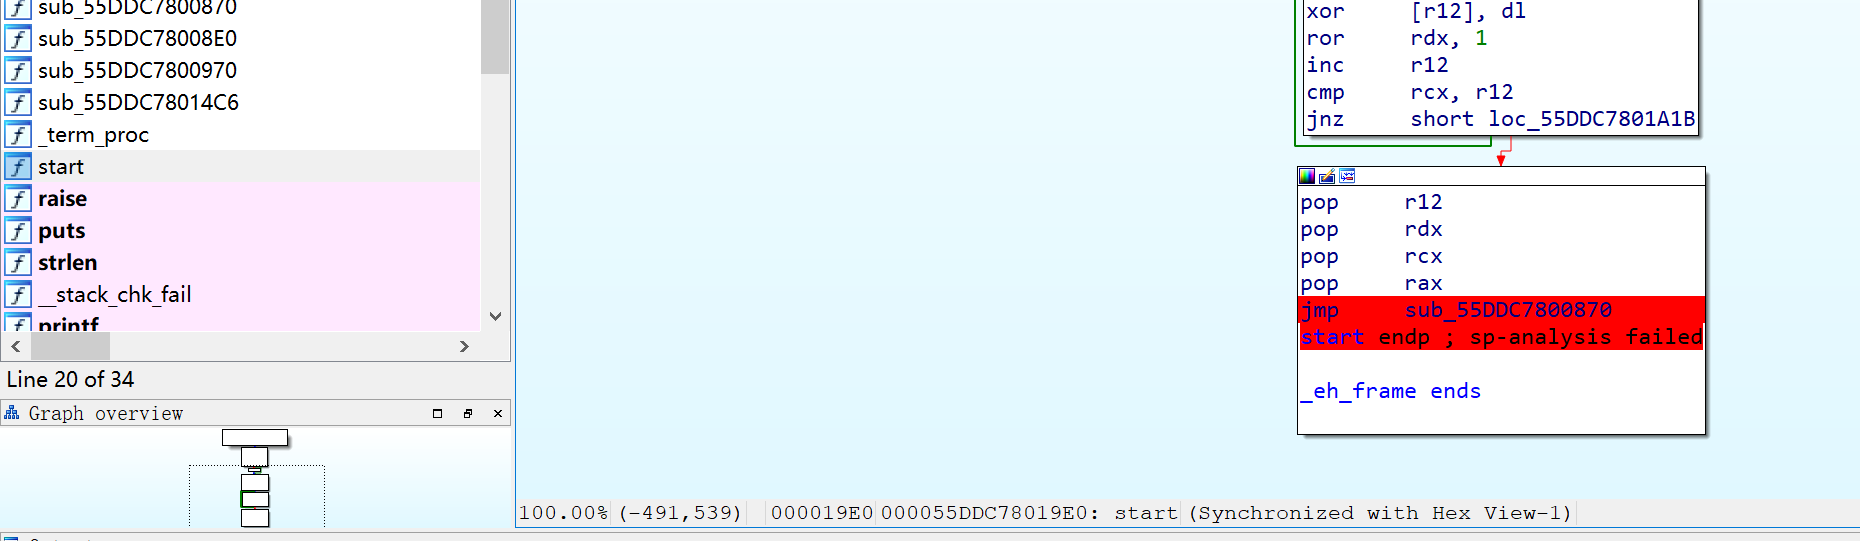 sub_55DDC7800870
sub_55DDC78008E0
sub_55DDC7800970
sub_55DDC78014C6
_term_proc
start
raise
puts
strlen
__stack_chk_fail
printf
Line 20 of 34
Graph overview
xor [r12], dl
ror rdx, 1
inc r12
cmp rcx, r12
jnz short loc_55DDC7801A1B
pop r12
pop rdx
pop rcx
pop rax
jmp sub_55DDC7800870
start endp ; sp-analysis failed
_eh_frame ends
100.00% (-491,539) 000019E0 000055DDC78019E0: start (Synchronized with Hex View-1)